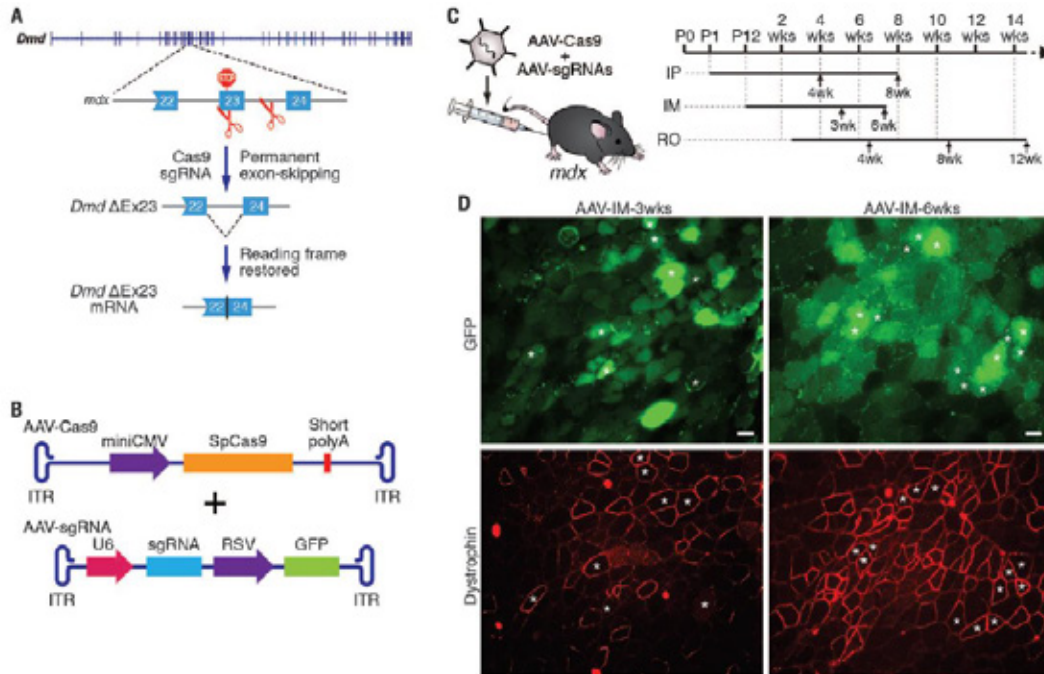 A
Dmd
STOP
mdx
22
23
24
Cas9
sgRNA
Permanent
exon-skipping
Dmd ΔEx23
22
24
Reading frame
restored
Dmd ΔEx23
mRNA
22
24
B
AAV-Cas9
miniCMV
SpCas9
Short
polyA
ITR
ITR
+
AAV-sgRNA
U6
sgRNA
RSV
GFP
ITR
ITR
C
AAV-Cas9
+
AAV-sgRNAs
mdx
P0
P1
P12
2
wks
4
wks
6
wks
8
wks
10
wks
12
wks
14
wks
IP
4wk
8wk
IM
3wk
6wk
RO
4wk
8wk
12wk
D
AAV-IM-3wks
AAV-IM-6wks
GFP
Dystrophin